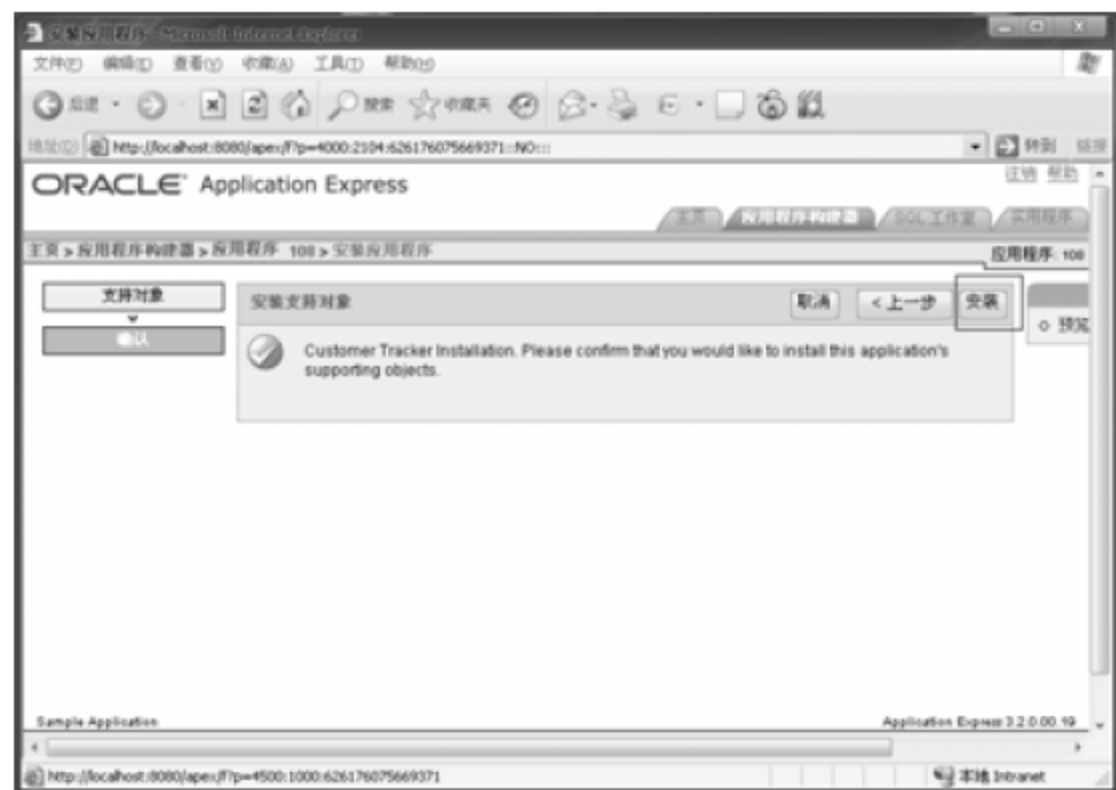 安装应用程序 - Microsoft Internet Explorer
文件(F) 编辑(E) 查看(V) 收藏(A) 工具(T) 帮助(H)
后退 搜索 收藏夹
地址(D) http://localhost:8080/apex/f?p=4000:2104:626176075669371::NO::: 转到 链接
ORACLE Application Express
注销 帮助
主页 应用程序构建器 SQL 工作室 实用程序
主页 > 应用程序构建器 > 应用程序 108 > 安装应用程序
应用程序: 108
支持对象
确认
安装支持对象
取消 < 上一步 安装
预览
Customer Tracker Installation. Please confirm that you would like to install this application's
supporting objects.
Sample Application
Application Express 3.2.0.00.19
http://localhost:8080/apex/f?p=4500:1000:626176075669371
本地 Intranet